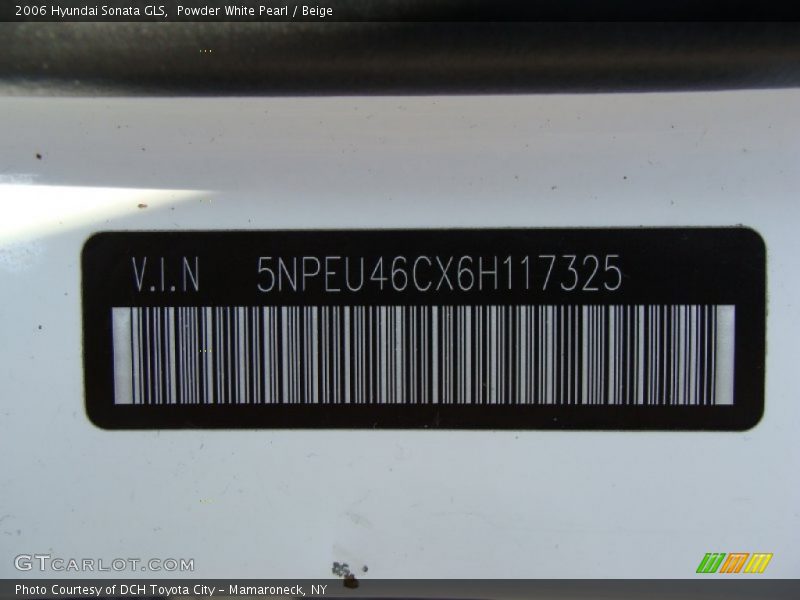 2006 Hyundai Sonata GLS, Powder White Pearl / Beige
V.I.N 5NPEU46CX6H117325
GTCARLOT.COM
Photo Courtesy of DCH Toyota City - Mamaroneck, NY